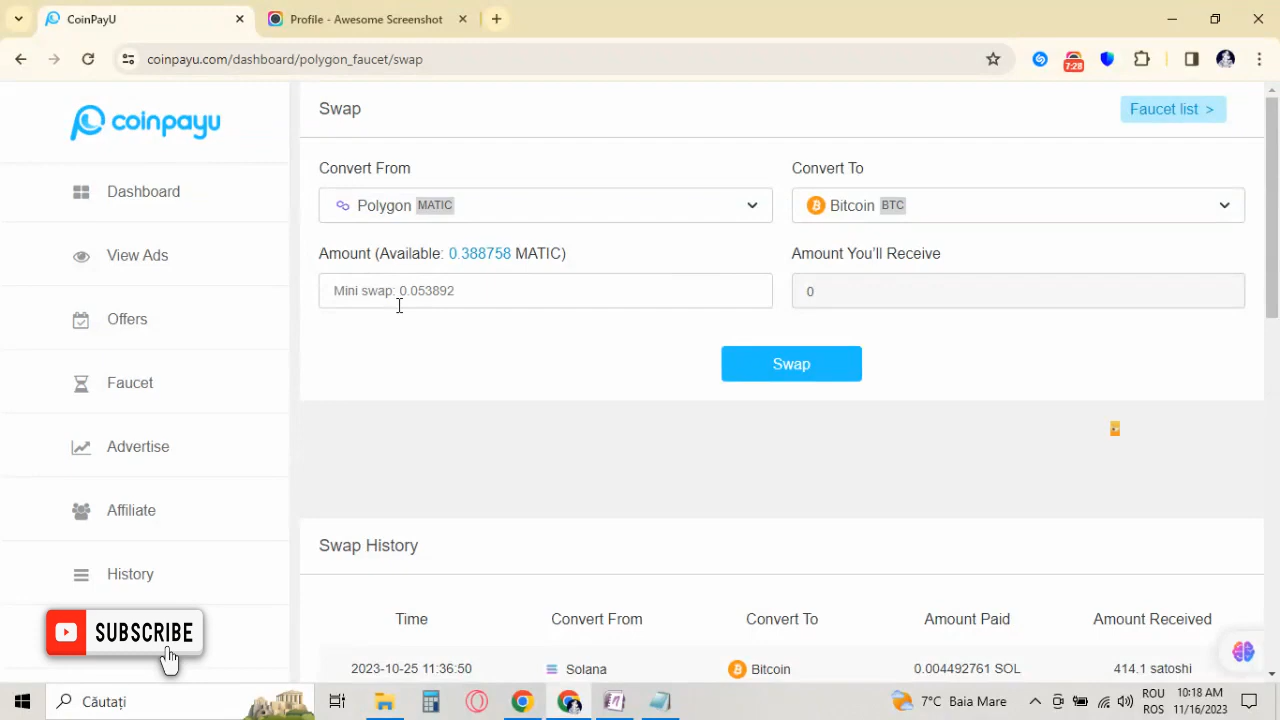 CoinPayU
Profile - Awesome Screenshot
coinpayu.com/dashboard/polygon_faucet/swap
7:28
coinpayu
Dashboard
View Ads
Offers
Faucet
Advertise
Affiliate
History
SUBSCRIBE
Swap
Faucet list >
Convert From
Convert To
Polygon MATIC
Bitcoin BTC
Amount (Available: 0.388758 MATIC)
Amount You'll Receive
Mini swap: 0.053892
0
Swap
Swap History
Time Convert From Convert To Amount Paid Amount Received
2023-10-25 11:36:50 Solana Bitcoin 0.004492761 SOL 414.1 satoshi
Căutați
7°C Baia Mare
ROU
ROS
10:18 AM
11/16/2023